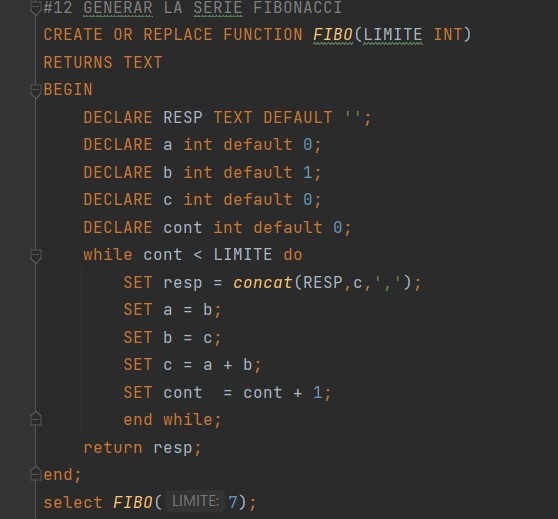 #12 GENERAR LA SERIE FIBONACCI
CREATE OR REPLACE FUNCTION FIBO(LIMITE INT)
RETURNS TEXT
BEGIN
    DECLARE RESP TEXT DEFAULT '';
    DECLARE a int default 0;
    DECLARE b int default 1;
    DECLARE c int default 0;
    DECLARE cont int default 0;
    while cont < LIMITE do
        SET resp = concat(RESP,c,',');
        SET a = b;
        SET b = c;
        SET c = a + b;
        SET cont  = cont + 1;
        end while;
    return resp;
end;
select FIBO( LIMITE: 7);